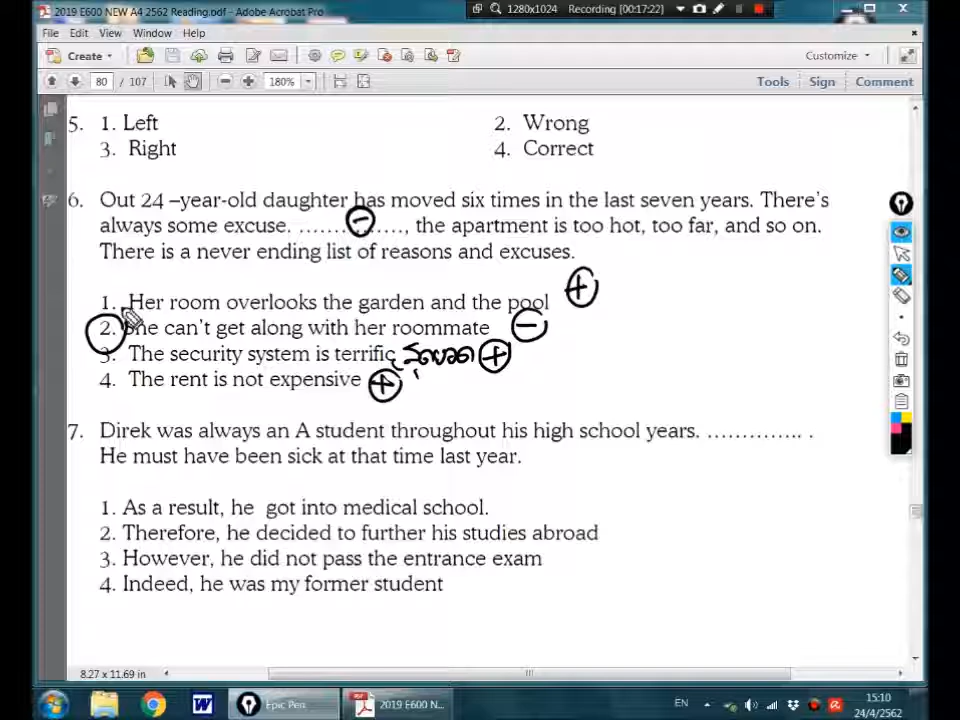 2019 E600 NEW A4 2562 Reading.pdf - Adobe Acrobat Pro
1280x1024 Recording [00:17:22]
File Edit View Window Help
Create Customize
80 / 107 180% Tools Sign Comment
5. 1. Left 2. Wrong
3. Right 4. Correct
6. Out 24 –year-old daughter has moved six times in the last seven years. There's
always some excuse. ……..……, the apartment is too hot, too far, and so on.
There is a never ending list of reasons and excuses.
1. Her room overlooks the garden and the pool +
2. She can't get along with her roommate −
3. The security system is terrific +
4. The rent is not expensive +
7. Direk was always an A student throughout his high school years. ………….. .
He must have been sick at that time last year.
1. As a result, he got into medical school.
2. Therefore, he decided to further his studies abroad
3. However, he did not pass the entrance exam
4. Indeed, he was my former student
8.27 x 11.69 in
Epic Pen 2019 E600 N... EN 15:10
24/4/2562